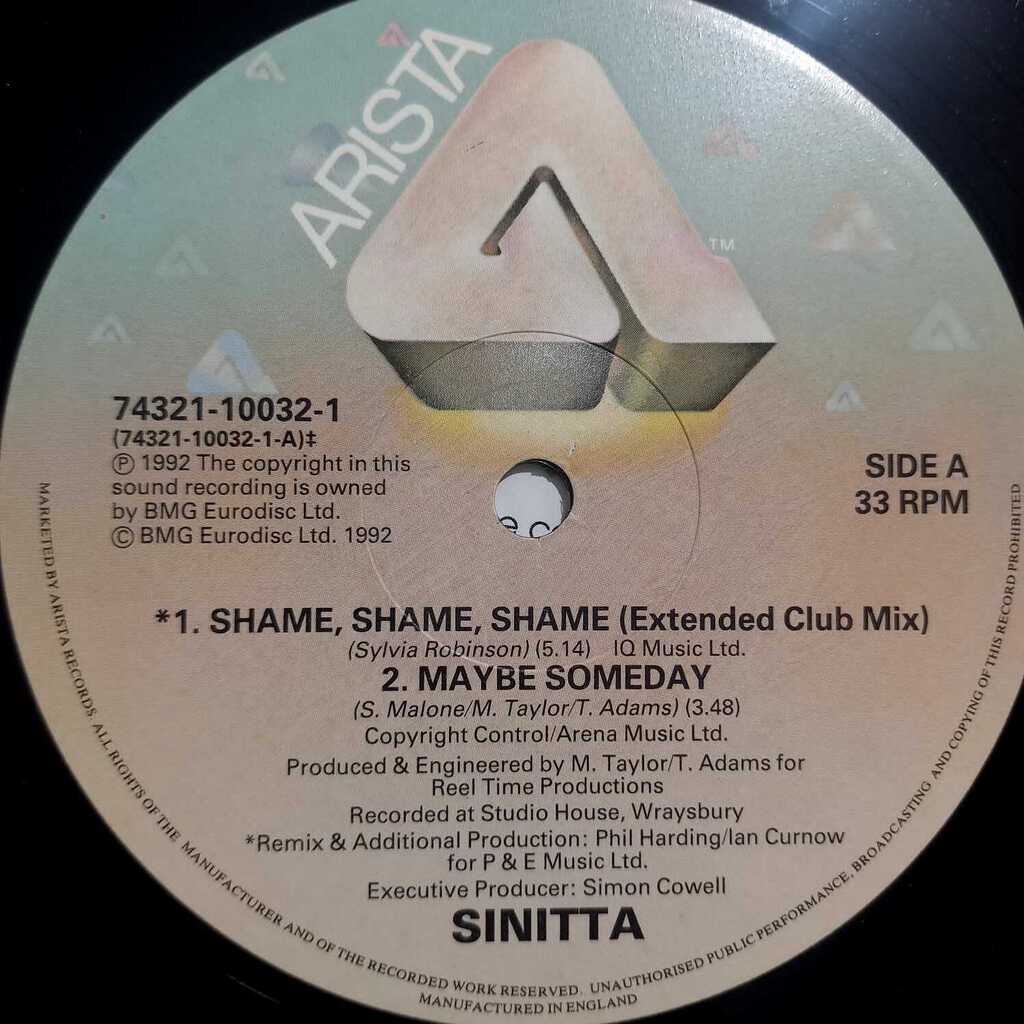 ARISTA
TM
74321-10032-1
(74321-10032-1-A)‡
℗ 1992 The copyright in this
sound recording is owned
by BMG Eurodisc Ltd.
© BMG Eurodisc Ltd. 1992
SIDE A
33 RPM
*1. SHAME, SHAME, SHAME (Extended Club Mix)
(Sylvia Robinson) (5.14) IQ Music Ltd.
2. MAYBE SOMEDAY
(S. Malone/M. Taylor/T. Adams) (3.48)
Copyright Control/Arena Music Ltd.
Produced & Engineered by M. Taylor/T. Adams for
Reel Time Productions
Recorded at Studio House, Wraysbury
*Remix & Additional Production: Phil Harding/Ian Curnow
for P & E Music Ltd.
Executive Producer: Simon Cowell
SINITTA
MARKETED BY ARISTA RECORDS. ALL RIGHTS OF THE MANUFACTURER AND OF THE RECORDED WORK RESERVED. UNAUTHORISED PUBLIC PERFORMANCE, BROADCASTING AND COPYING OF THIS RECORD PROHIBITED
MANUFACTURED IN ENGLAND